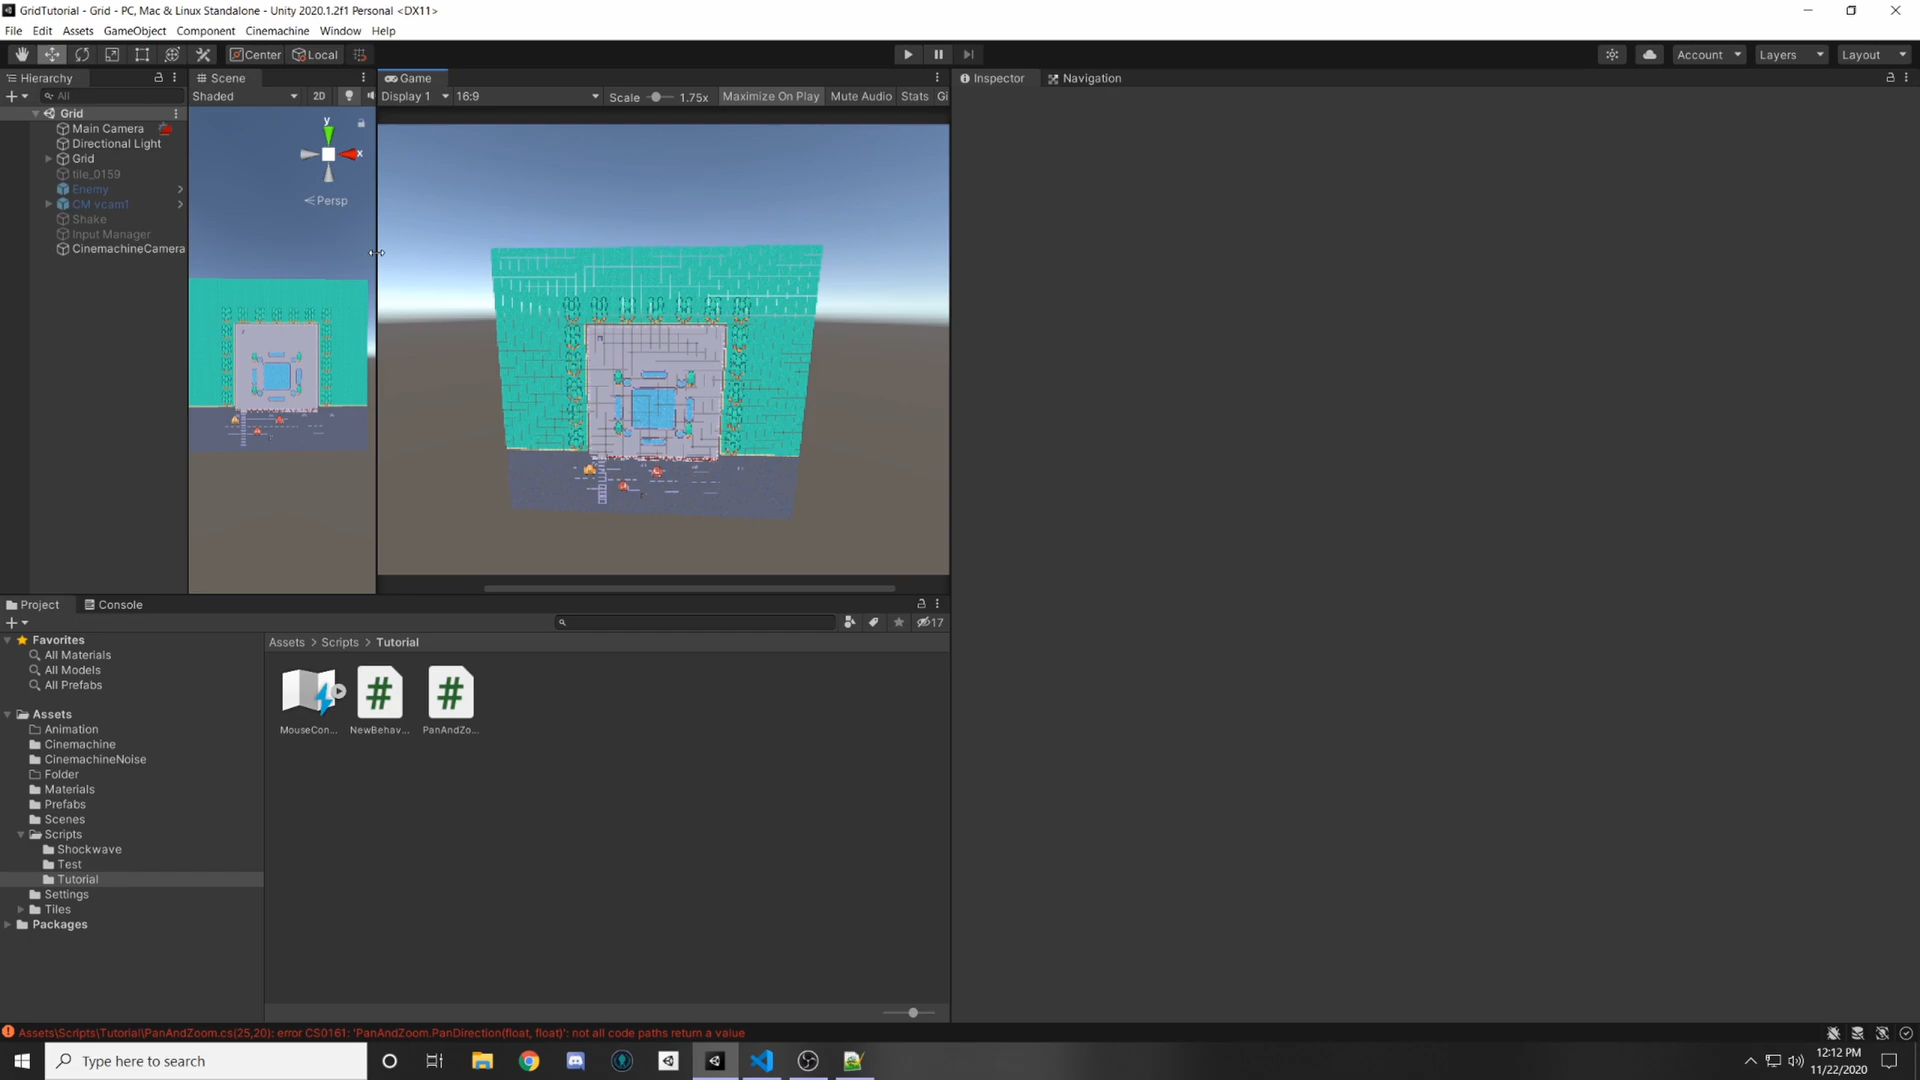 GridTutorial - Grid - PC, Mac & Linux Standalone - Unity 2020.1.2f1 Personal <DX11>
File Edit Assets GameObject Component Cinemachine Window Help
Center Local Account Layers Layout
Hierarchy Scene Game Inspector Navigation
All Shaded 2D Display 1 16:9 Scale 1.75x Maximize On Play Mute Audio Stats Gi
Grid
Main Camera
Directional Light
Grid
tile_0159
Enemy
CM vcam1
Shake
Input Manager
CinemachineCamera
y
x
Persp
Project Console
17
Favorites
All Materials
All Models
All Prefabs
Assets
Animation
Cinemachine
CinemachineNoise
Folder
Materials
Prefabs
Scenes
Scripts
Shockwave
Test
Tutorial
Settings
Tiles
Packages
Assets > Scripts > Tutorial
MouseCon... NewBehav... PanAndZo...
Assets\Scripts\Tutorial\PanAndZoom.cs(25,20): error CS0161: 'PanAndZoom.PanDirection(float, float)': not all code paths return a value
Type here to search
12:12 PM
11/22/2020